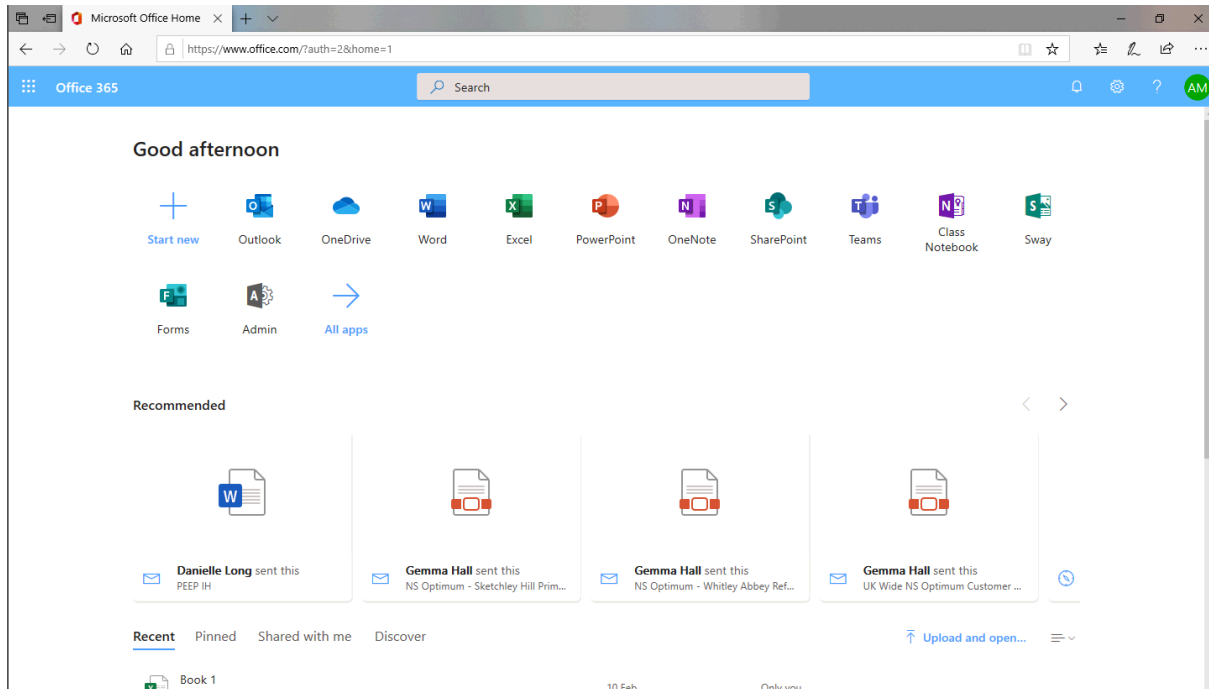 Microsoft Office Home
https://www.office.com/?auth=2&home=1
Office 365
Search
AM
Good afternoon
Start new
Outlook
OneDrive
Word
Excel
PowerPoint
OneNote
SharePoint
Teams
Class
Notebook
Sway
Forms
Admin
All apps
Recommended
Danielle Long sent this
PEEP IH
Gemma Hall sent this
NS Optimum - Sketchley Hill Prim...
Gemma Hall sent this
NS Optimum - Whitley Abbey Ref...
Gemma Hall sent this
UK Wide NS Optimum Customer ...
Recent Pinned Shared with me Discover
Upload and open...
Book 1
10 Feb
Only you